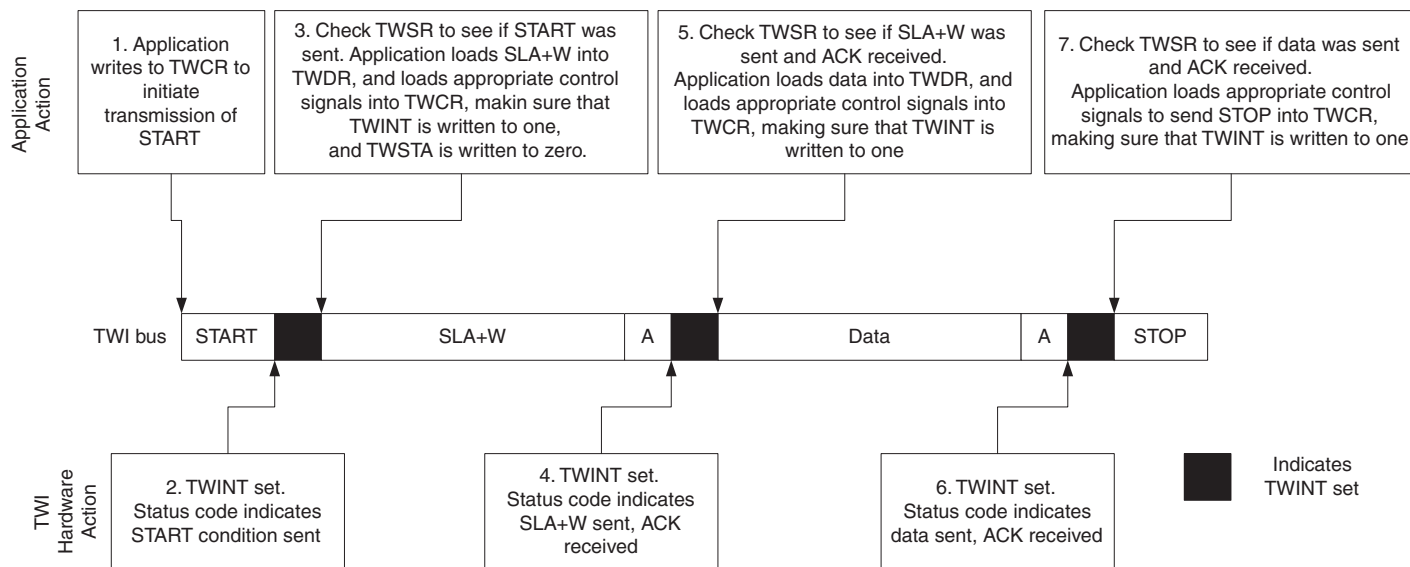 Application
Action
1. Application
writes to TWCR to
initiate
transmission of
START
3. Check TWSR to see if START was
sent. Application loads SLA+W into
TWDR, and loads appropriate control
signals into TWCR, makin sure that
TWINT is written to one,
and TWSTA is written to zero.
5. Check TWSR to see if SLA+W was
sent and ACK received.
Application loads data into TWDR, and
loads appropriate control signals into
TWCR, making sure that TWINT is
written to one
7. Check TWSR to see if data was sent
and ACK received.
Application loads appropriate control
signals to send STOP into TWCR,
making sure that TWINT is written to one
TWI bus
START
SLA+W
A
Data
A
STOP
TWI
Hardware
Action
2. TWINT set.
Status code indicates
START condition sent
4. TWINT set.
Status code indicates
SLA+W sent, ACK
received
6. TWINT set.
Status code indicates
data sent, ACK received
Indicates
TWINT set